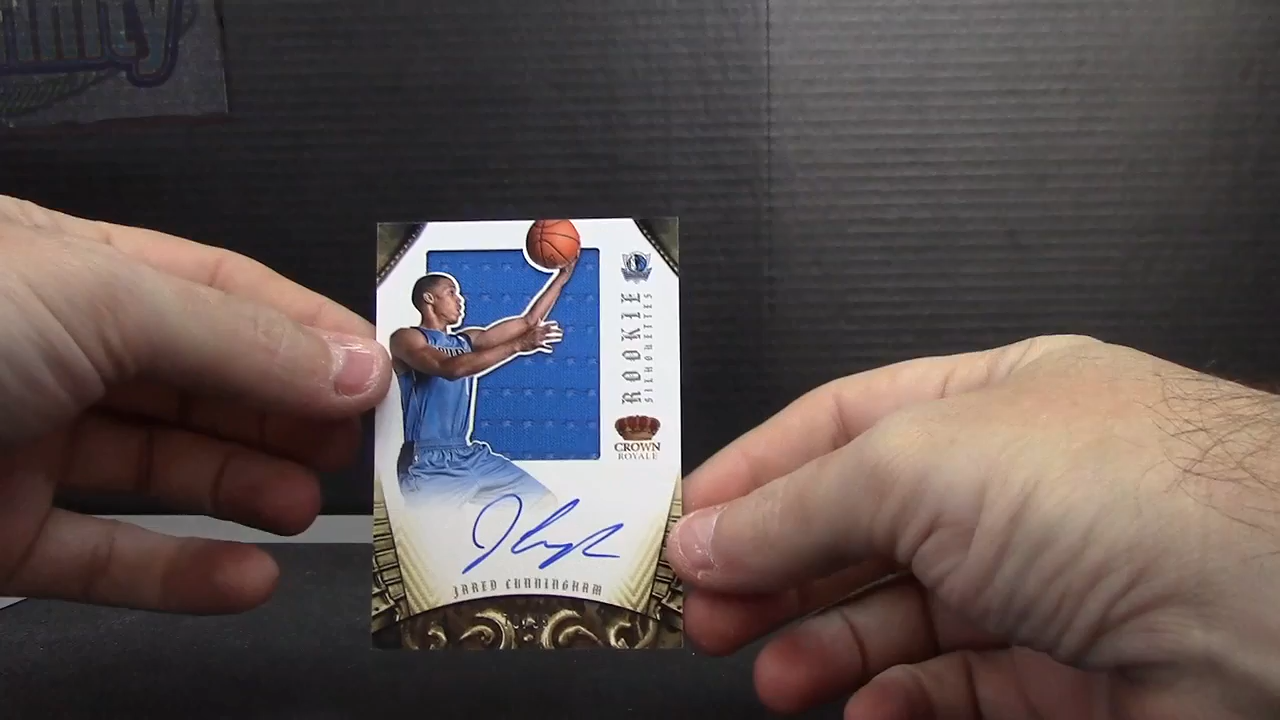 ROOKIE
SILHOUETTES
CROWN
ROYALE
JARED CUNNINGHAM